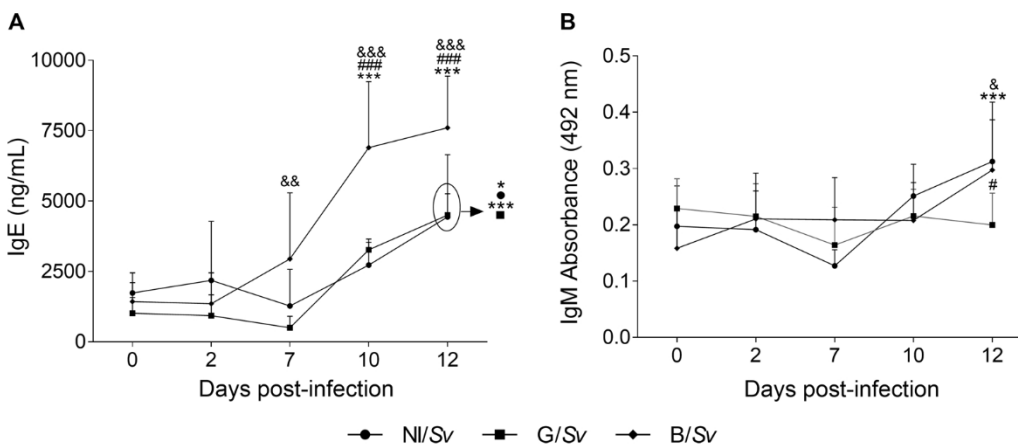 A
IgE (ng/mL)
10000
7500
5000
2500
0
&&
&&&
###
***
&&&
###
***
*
***
0 2 7 10 12
Days post-infection
B
IgM Absorbance (492 nm)
0.5
0.4
0.3
0.2
0.1
0.0
&
***
#
0 2 7 10 12
Days post-infection
NI/Sv G/Sv B/Sv